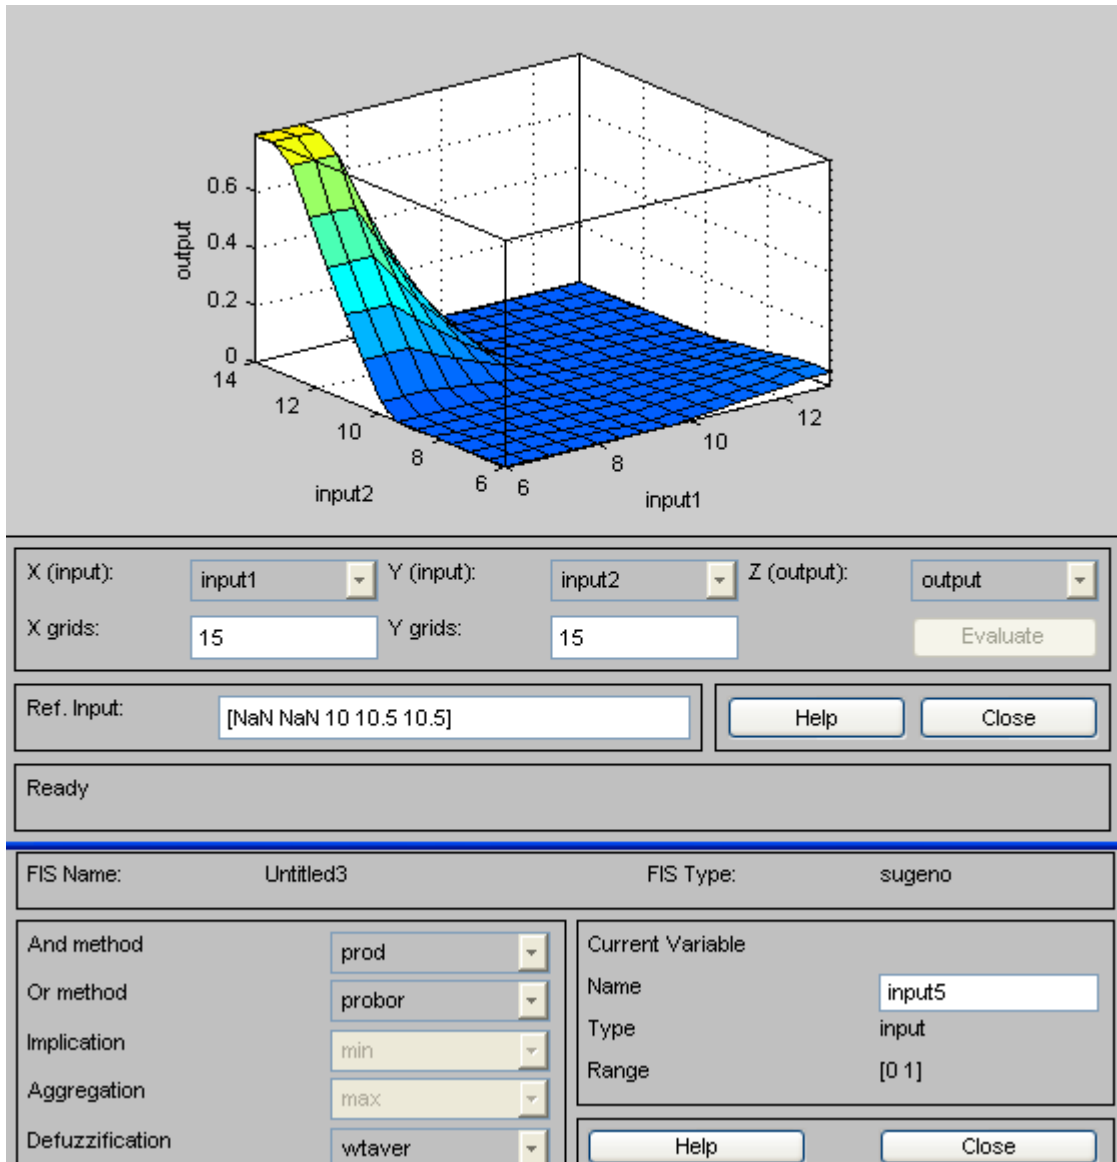 0.6
0.4
0.2
0
output
14
12
10
8
6
input2
6
8
10
12
input1
X (input): input1 Y (input): input2 Z (output): output
X grids: 15 Y grids: 15 Evaluate
Ref. Input: [NaN NaN 10 10.5 10.5] Help Close
Ready
FIS Name: Untitled3 FIS Type: sugeno
And method prod
Or method probor
Implication min
Aggregation max
Defuzzification wtaver
Current Variable
Name input5
Type input
Range [0 1]
Help Close